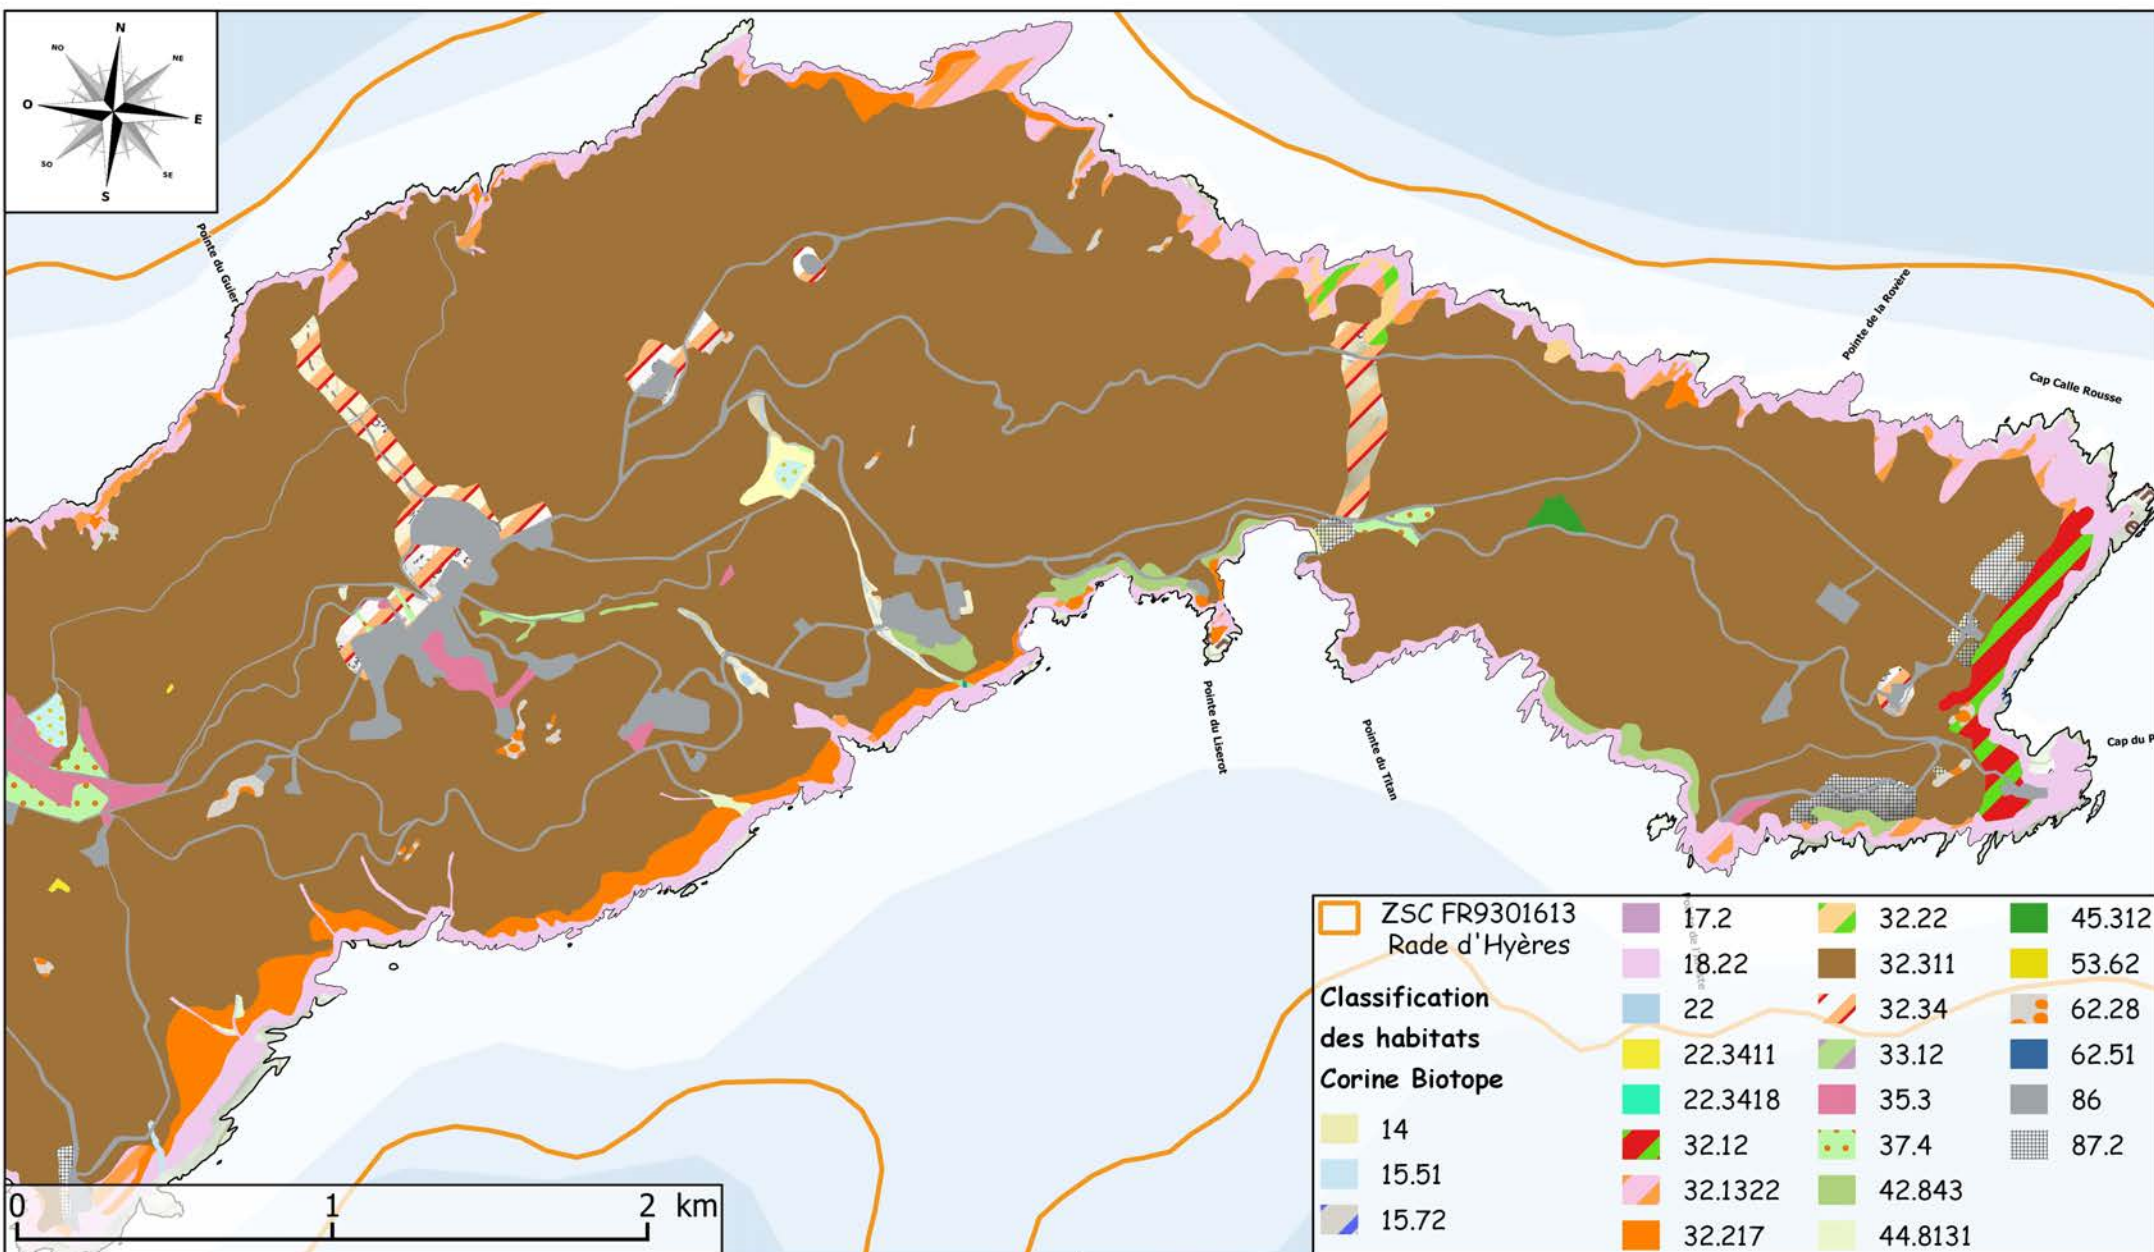 N
NO
NE
O
E
SO
SE
S
Pointe du Guier
Pointe de la Rovère
Cap Calle Rousse
Cap du P
Pointe du Liserot
Pointe du Titan
ZSC FR9301613
Rade d'Hyères
Classification
des habitats
Corine Biotope
14
15.51
15.72
17.2
18.22
22
22.3411
22.3418
32.12
32.1322
32.217
32.22
32.311
32.34
33.12
35.3
37.4
42.843
44.8131
45.312
53.62
62.28
62.51
86
87.2
0 1 2 km